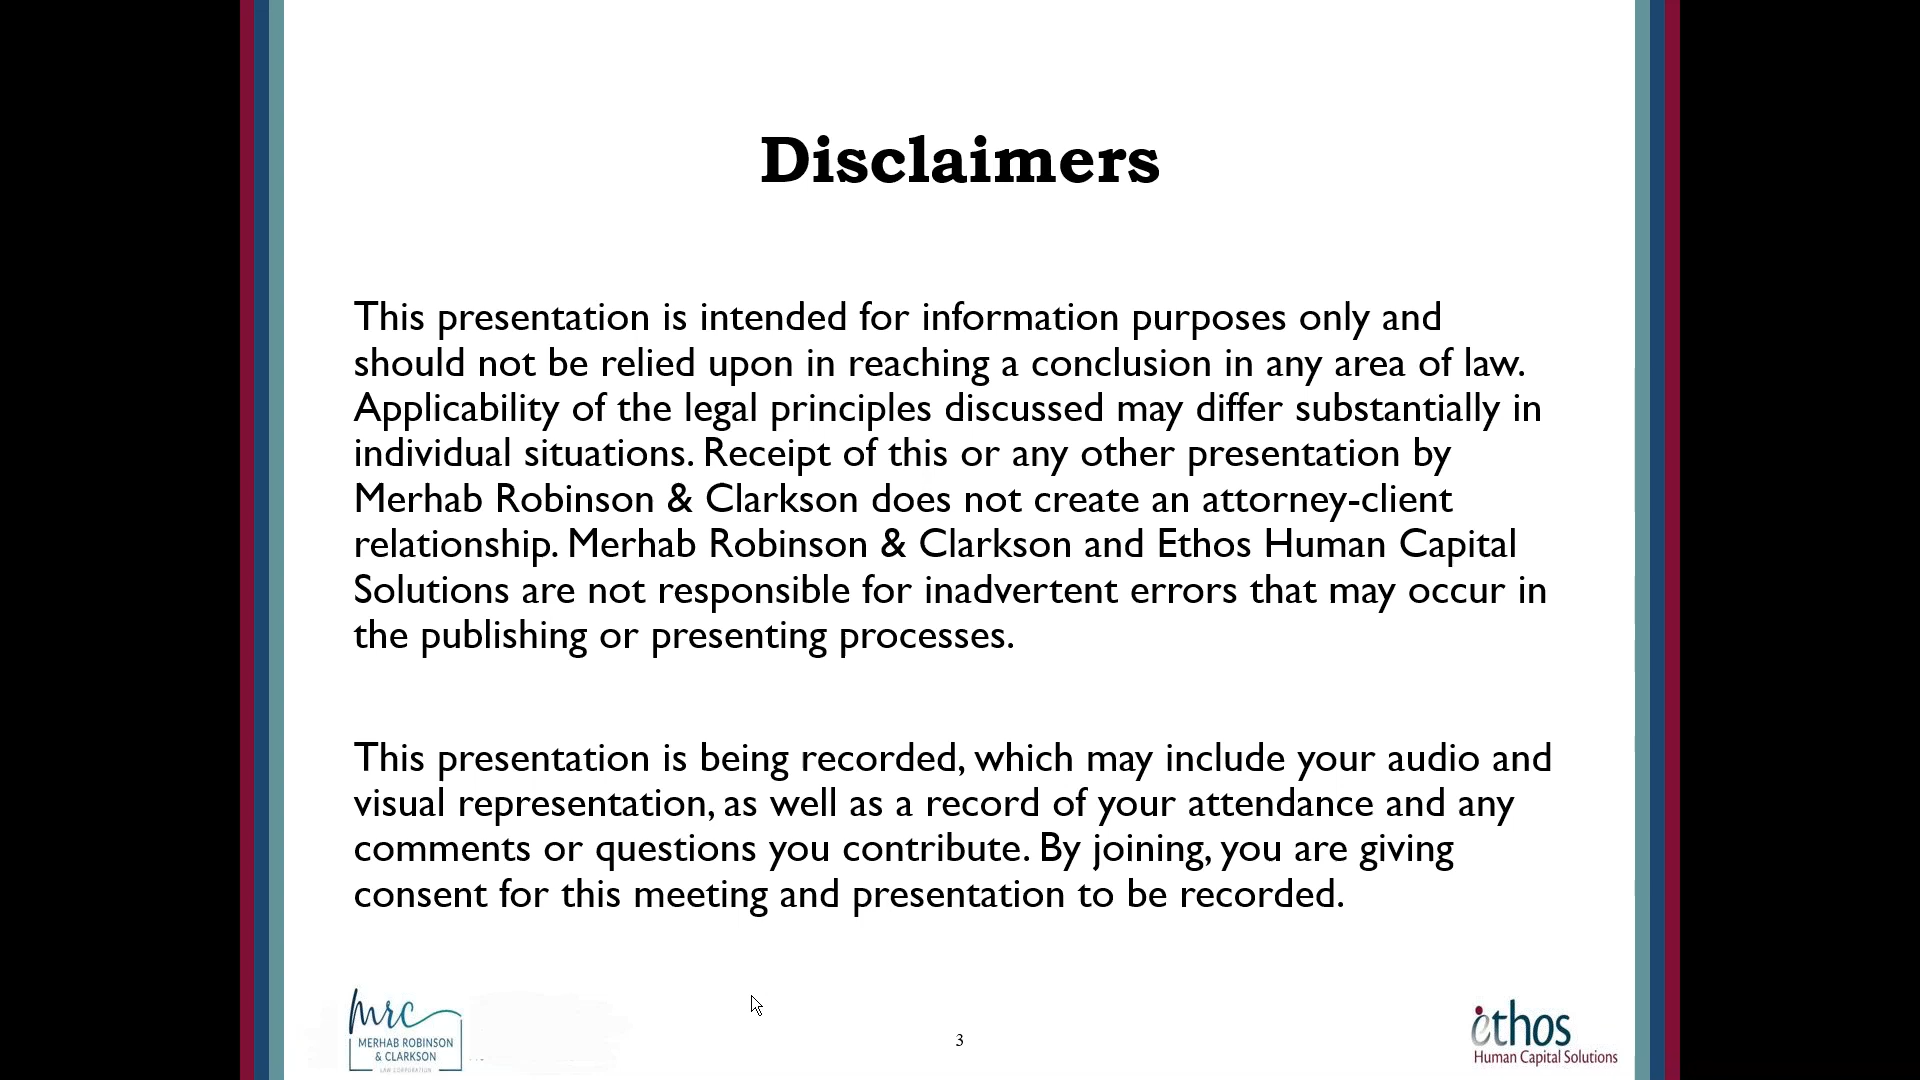 Disclaimers
This presentation is intended for information purposes only and
should not be relied upon in reaching a conclusion in any area of law.
Applicability of the legal principles discussed may differ substantially in
individual situations. Receipt of this or any other presentation by
Merhab Robinson & Clarkson does not create an attorney-client
relationship. Merhab Robinson & Clarkson and Ethos Human Capital
Solutions are not responsible for inadvertent errors that may occur in
the publishing or presenting processes.
This presentation is being recorded, which may include your audio and
visual representation, as well as a record of your attendance and any
comments or questions you contribute. By joining, you are giving
consent for this meeting and presentation to be recorded.
mrc
MERHAB ROBINSON
& CLARKSON
LAW CORPORATION
3
ethos
Human Capital Solutions